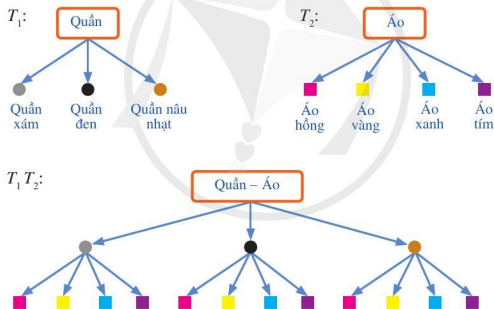 T₁: Quần
Quần xám
Quần đen
Quần nâu nhạt
T₂: Áo
Áo hồng
Áo vàng
Áo xanh
Áo tím
T₁ T₂: Quần – Áo